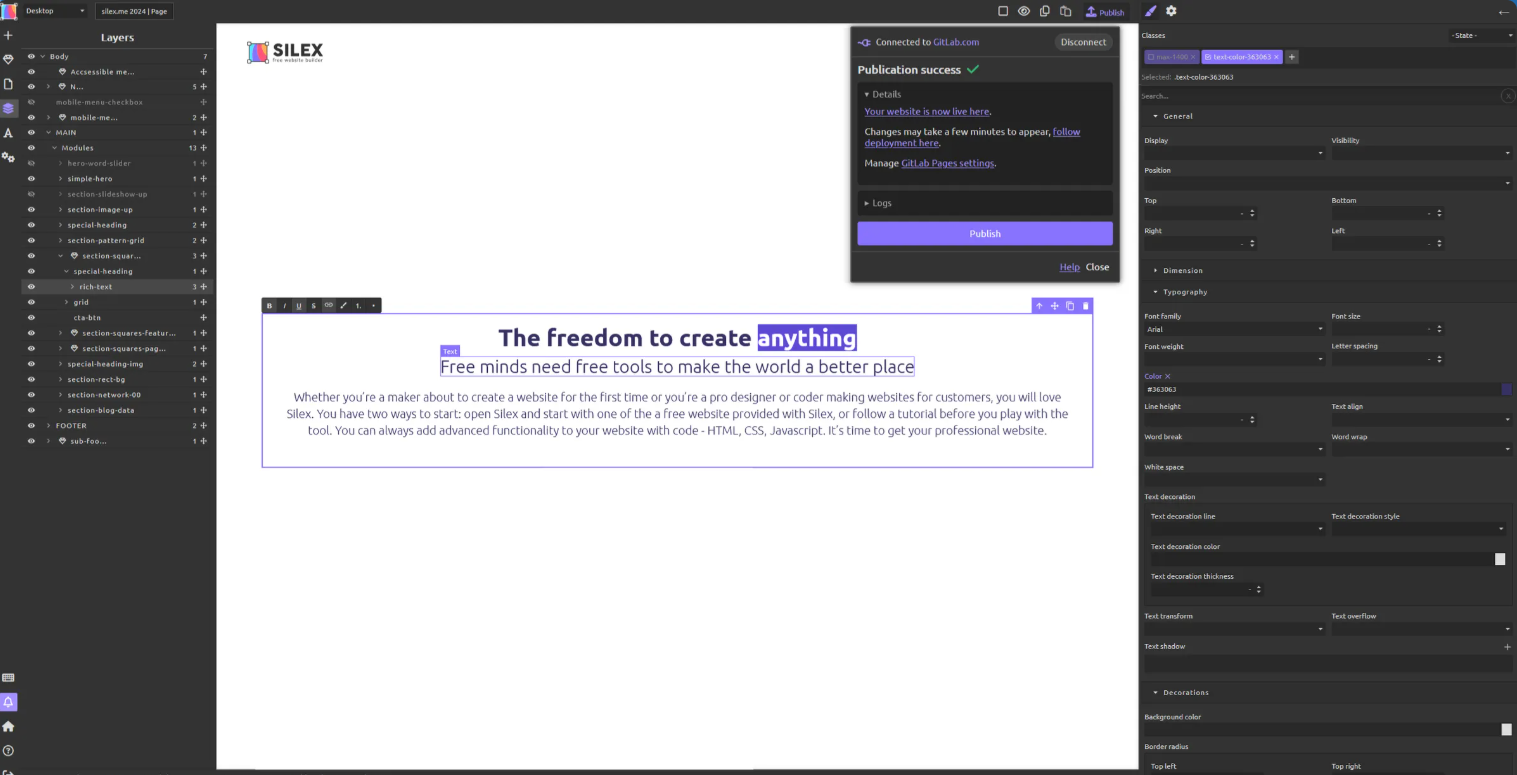 Desktop
silex.me 2024 | Page
Publish
Layers
Body 7
Accsessible me...
N... 5
mobile-menu-checkbox
mobile-me... 2
MAIN 1
Modules 13
hero-word-slider 1
simple-hero 1
section-slideshow-up 1
section-image-up 1
special-heading 2
section-pattern-grid 2
section-squar... 3
special-heading 1
rich-text 3
grid 1
cta-btn
section-squares-featur... 1
section-squares-pag... 1
special-heading-img 2
section-rect-bg 1
section-network-00 1
section-blog-data 1
FOOTER 2
sub-foo... 1
SILEX
free website builder
Connected to GitLab.com
Disconnect
Publication success
Details
Your website is now live here.
Changes may take a few minutes to appear, follow
deployment here.
Manage GitLab Pages settings.
Logs
Publish
Help Close
B I U S 1.
The freedom to create anything
Text
Free minds need free tools to make the world a better place
Whether you're a maker about to create a website for the first time or you're a pro designer or coder making websites for customers, you will love
Silex. You have two ways to start: open Silex and start with one of the a free website provided with Silex, or follow a tutorial before you play with the
tool. You can always add advanced functionality to your website with code - HTML, CSS, Javascript. It's time to get your professional website.
Classes
- State -
max-1400
text-color-363063
Selected: .text-color-363063
Search...
General
Display Visibility
Position
Top Bottom
- -
Right Left
- -
Dimension
Typography
Font family Font size
Arial -
Font weight Letter spacing
-
Color
#363063
Line height Text align
-
Word break Word wrap
White space
Text decoration
Text decoration line Text decoration style
Text decoration color
Text decoration thickness
-
Text transform Text overflow
Text shadow
Decorations
Background color
Border radius
Top left Top right